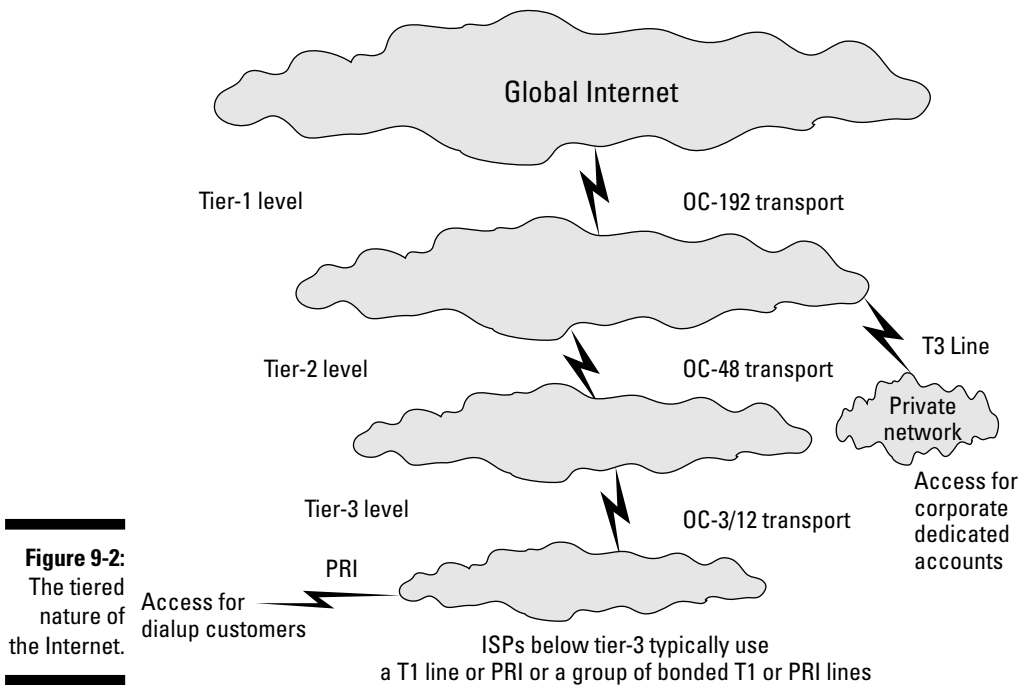 Global Internet
Tier-1 level
OC-192 transport
T3 Line
Tier-2 level
OC-48 transport
Private
network
Access for
corporate
dedicated
accounts
Tier-3 level
OC-3/12 transport
PRI
Access for
dialup customers
ISPs below tier-3 typically use
a T1 line or PRI or a group of bonded T1 or PRI lines
Figure 9-2:
The tiered
nature of
the Internet.